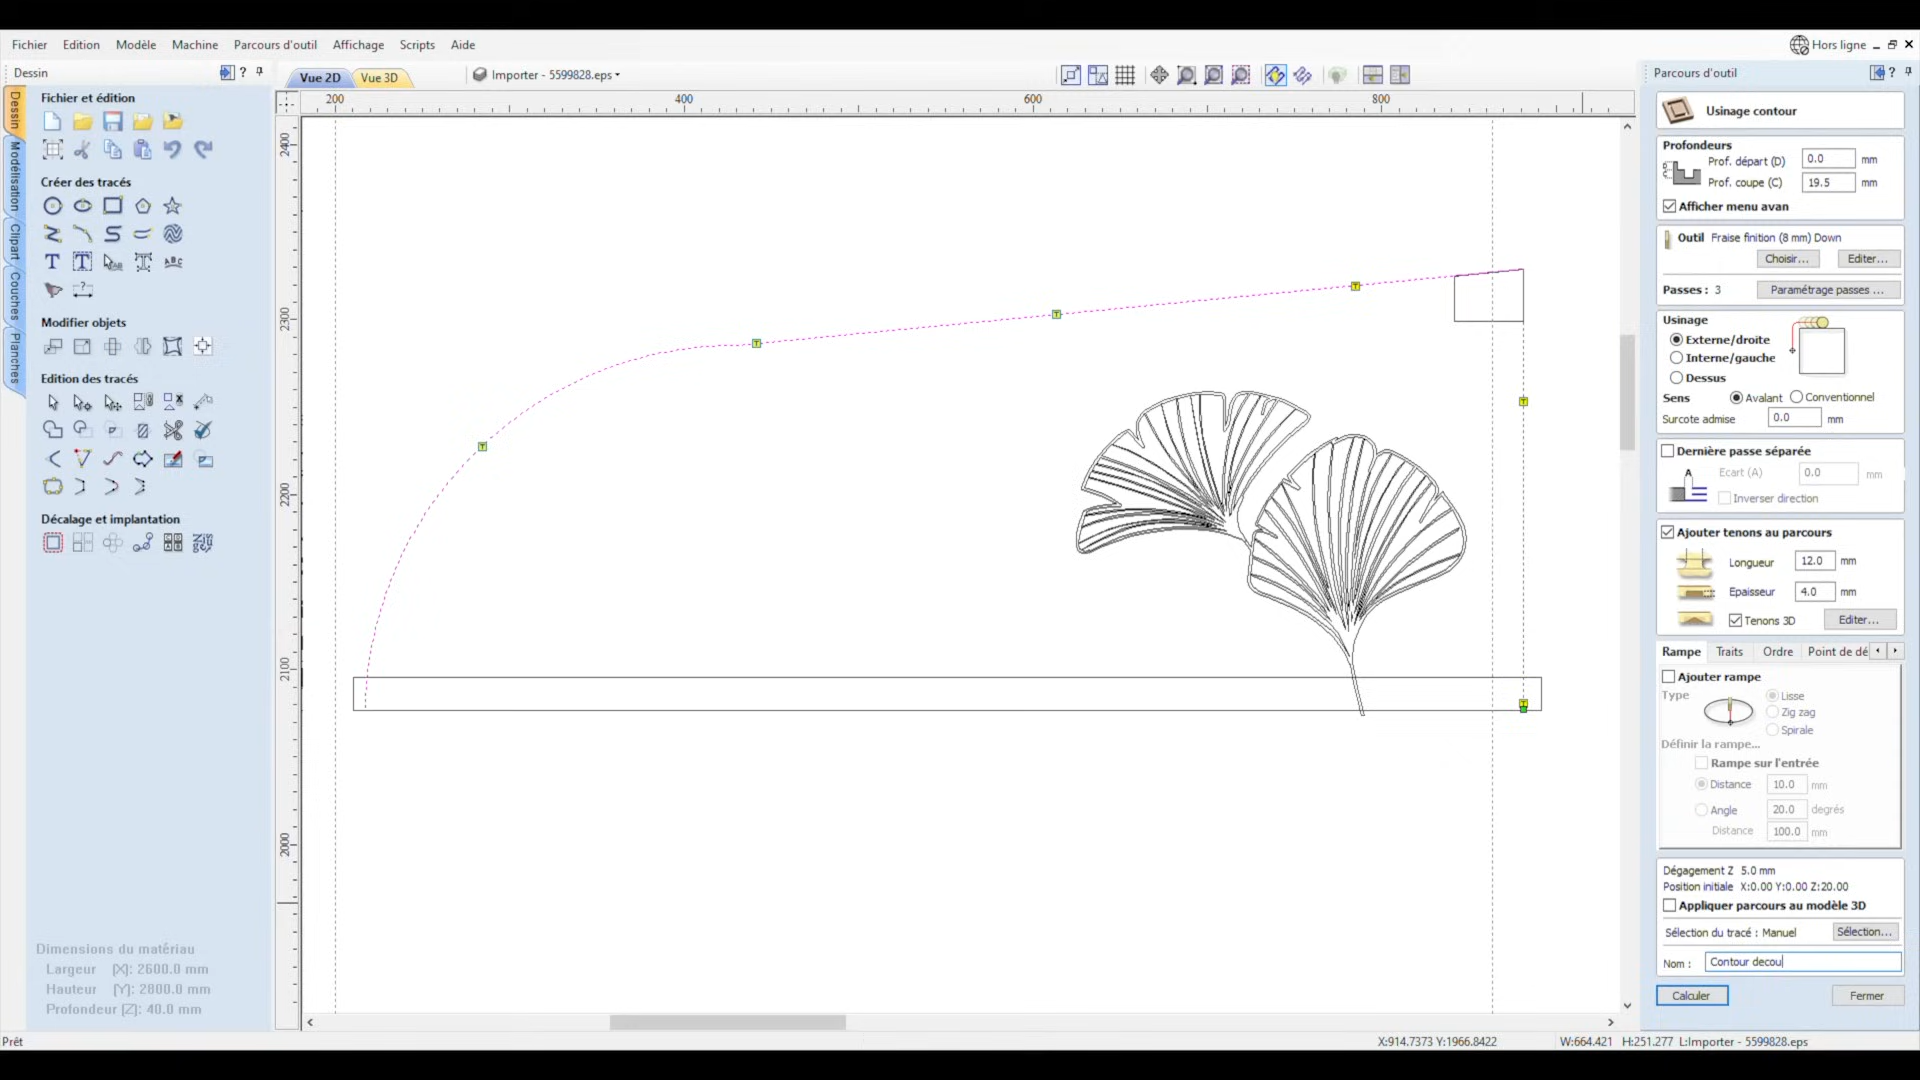 Fichier Edition Modèle Machine Parcours d'outil Affichage Scripts Aide
Hors ligne
Dessin
Vue 2D Vue 3D
Importer - 5599828.eps
Parcours d'outil
Dessin
Modélisation
Clipart
Couches
Planches
Fichier et édition
Créer des tracés
Modifier objets
Edition des tracés
Décalage et implantation
Dimensions du matériau
Largeur [X]: 2600.0 mm
Hauteur [Y]: 2800.0 mm
Profondeur [Z]: 40.0 mm
200 400 600 800
2400
2300
2200
2100
2000
Usinage contour
Profondeurs
Prof. départ (D) 0.0 mm
Prof. coupe (C) 19.5 mm
Afficher menu avan
Outil Fraise finition (8 mm) Down
Choisir... Editer...
Passes : 3 Paramétrage passes ...
Usinage
Externe/droite
Interne/gauche
Dessus
Sens Avalant Conventionnel
Surcote admise 0.0 mm
Dernière passe séparée
A
Ecart (A) 0.0 mm
Inverser direction
Ajouter tenons au parcours
Longueur 12.0 mm
Epaisseur 4.0 mm
Tenons 3D Editer...
Rampe Traits Ordre Point de dé
Ajouter rampe
Type
Lisse
Zig zag
Spirale
Définir la rampe...
Rampe sur l'entrée
Distance 10.0 mm
Angle 20.0 degrés
Distance 100.0 mm
Dégagement Z 5.0 mm
Position initiale X:0.00 Y:0.00 Z:20.00
Appliquer parcours au modèle 3D
Sélection du tracé : Manuel Sélection...
Nom : Contour decou
Calculer Fermer
Prêt
X:914.7373 Y:1966.8422
W:664.421 H:251.277 L:Importer - 5599828.eps